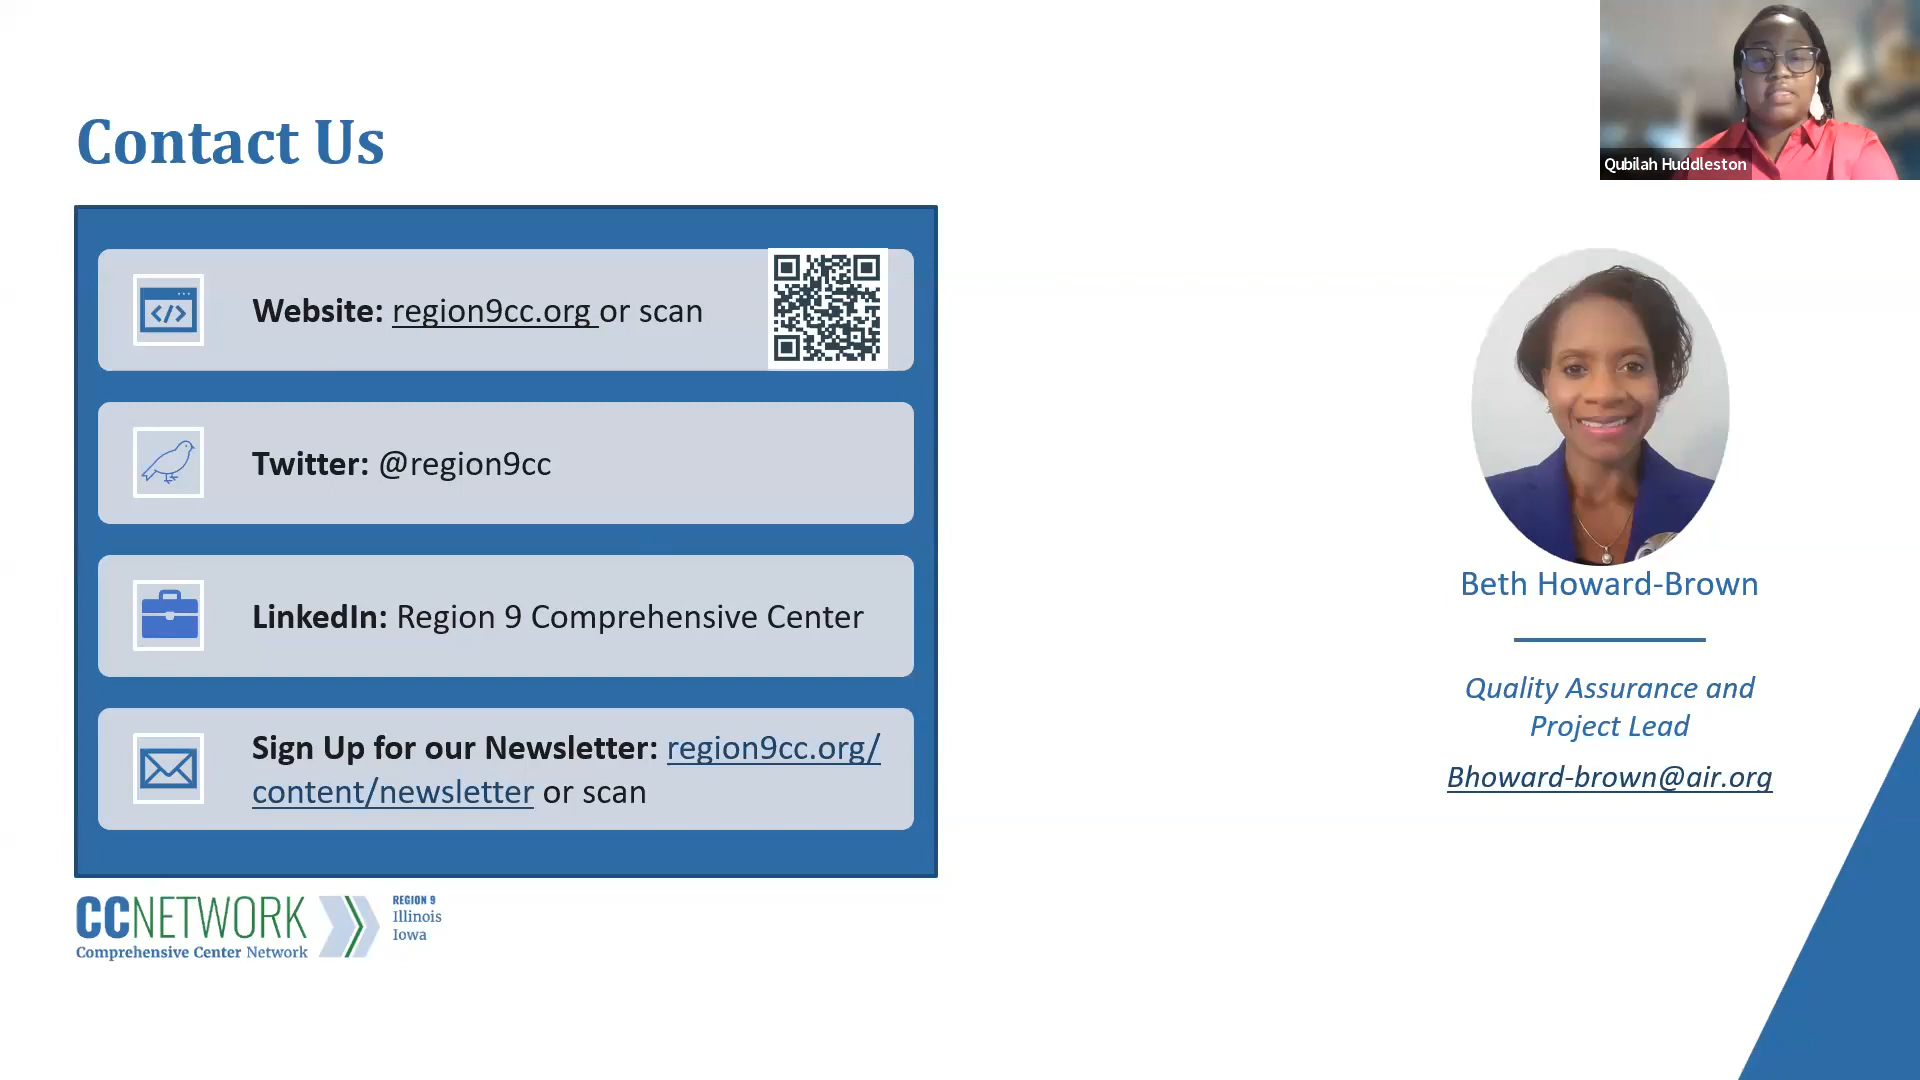 Contact Us
Qubilah Huddleston
Website: region9cc.org or scan
Twitter: @region9cc
LinkedIn: Region 9 Comprehensive Center
Sign Up for our Newsletter: region9cc.org/
content/newsletter or scan
Beth Howard-Brown
Quality Assurance and
Project Lead
Bhoward-brown@air.org
CCNETWORK
Comprehensive Center Network
REGION 9
Illinois
Iowa